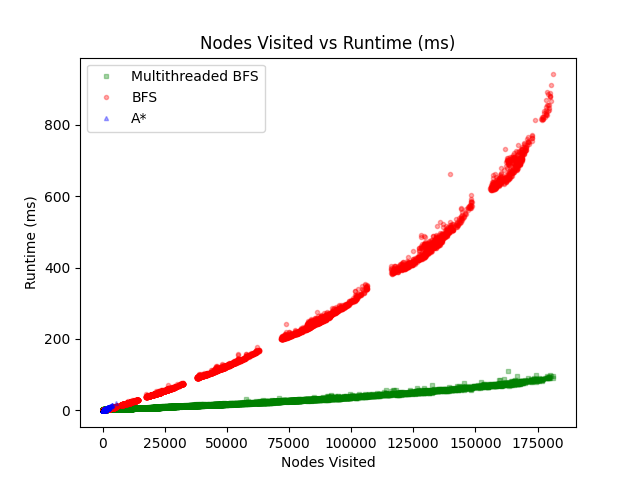 Nodes Visited vs Runtime (ms)
Multithreaded BFS
BFS
A*
Runtime (ms)
800
600
400
200
0
0 25000 50000 75000 100000 125000 150000 175000
Nodes Visited